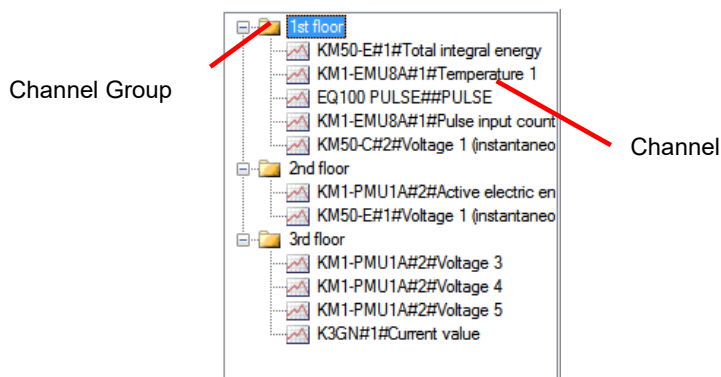 1st floor
KM50-E#1#Total integral energy
KM1-EMU8A#1#Temperature 1
Channel Group
EQ100 PULSE##PULSE
KM1-EMU8A#1#Pulse input count
KM50-C#2#Voltage 1 (instantaneo
Channel
2nd floor
KM1-PMU1A#2#Active electric en
KM50-E#1#Voltage 1 (instantaneo
3rd floor
KM1-PMU1A#2#Voltage 3
KM1-PMU1A#2#Voltage 4
KM1-PMU1A#2#Voltage 5
K3GN#1#Current value